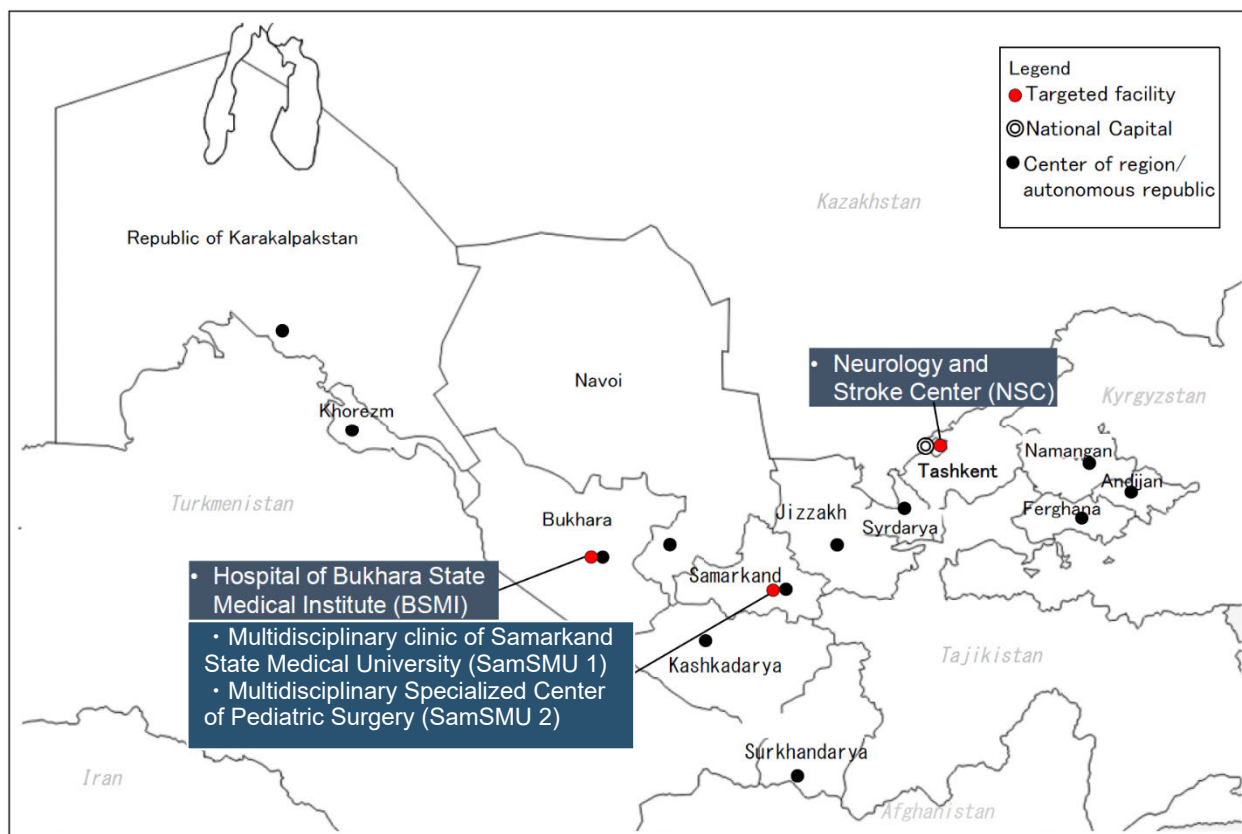 Legend
Targeted facility
National Capital
Center of region/
autonomous republic
Kazakhstan
Republic of Karakalpakstan
Navoi
• Neurology and
Stroke Center (NSC)
Kyrgyzstan
Khorezm
Tashkent
Namangan
Andijan
Ferghana
Turkmenistan
Bukhara
Jizzakh
Syrdarya
Samarkand
• Hospital of Bukhara State
Medical Institute (BSMI)
・Multidisciplinary clinic of Samarkand
State Medical University (SamSMU 1)
・Multidisciplinary Specialized Center
of Pediatric Surgery (SamSMU 2)
Kashkadarya
Tajikistan
Surkhandarya
Iran
Afghanistan